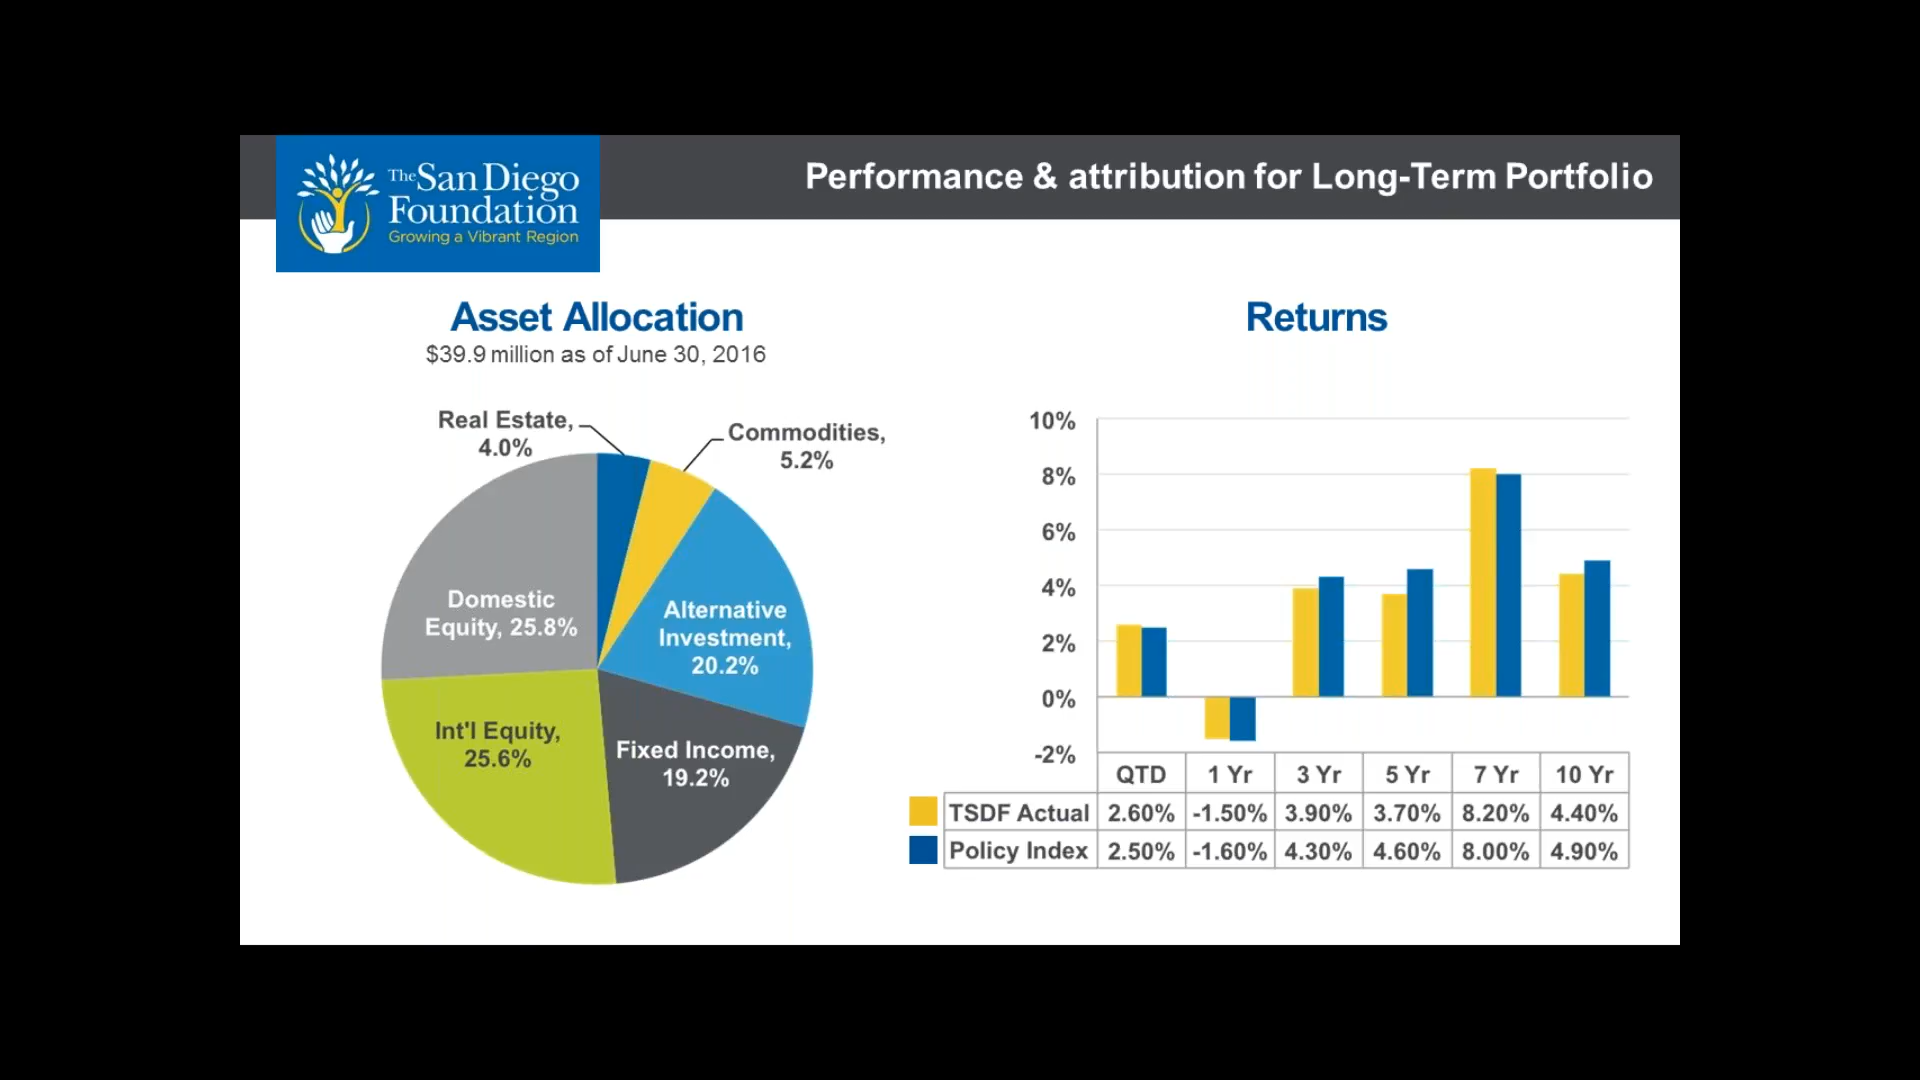 The San Diego
Foundation
Growing a Vibrant Region
Performance & attribution for Long-Term Portfolio
Asset Allocation
$39.9 million as of June 30, 2016
Real Estate,
4.0%
Commodities,
5.2%
Domestic
Equity, 25.8%
Alternative
Investment,
20.2%
Int'l Equity,
25.6%
Fixed Income,
19.2%
Returns
10%
8%
6%
4%
2%
0%
-2%
QTD 1 Yr 3 Yr 5 Yr 7 Yr 10 Yr
TSDF Actual 2.60% -1.50% 3.90% 3.70% 8.20% 4.40%
Policy Index 2.50% -1.60% 4.30% 4.60% 8.00% 4.90%